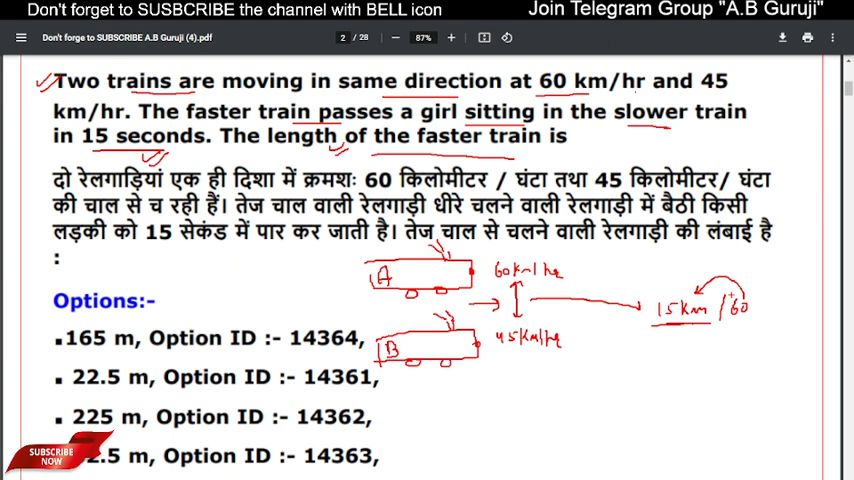 Don't forget to SUSBCRIBE the channel with BELL icon
Join Telegram Group "A.B Guruji"
Don't forget to SUBSCRIBE A.B Guruji (4).pdf
2 / 28
87%
Two trains are moving in same direction at 60 km/hr and 45
km/hr. The faster train passes a girl sitting in the slower train
in 15 seconds. The length of the faster train is
दो रेलगाड़ियां एक ही दिशा में क्रमशः 60 किलोमीटर / घंटा तथा 45 किलोमीटर/ घंटा
की चाल से च रही हैं। तेज चाल वाली रेलगाड़ी धीरे चलने वाली रेलगाड़ी में बैठी किसी
लड़की को 15 सेकंड में पार कर जाती है। तेज चाल से चलने वाली रेलगाड़ी की लंबाई है
:
A
60km/hr
Options:-
15km/60
165 m, Option ID :- 14364,
B
45km/hr
22.5 m, Option ID :- 14361,
225 m, Option ID :- 14362,
2.5 m, Option ID :- 14363,
SUBSCRIBE
NOW